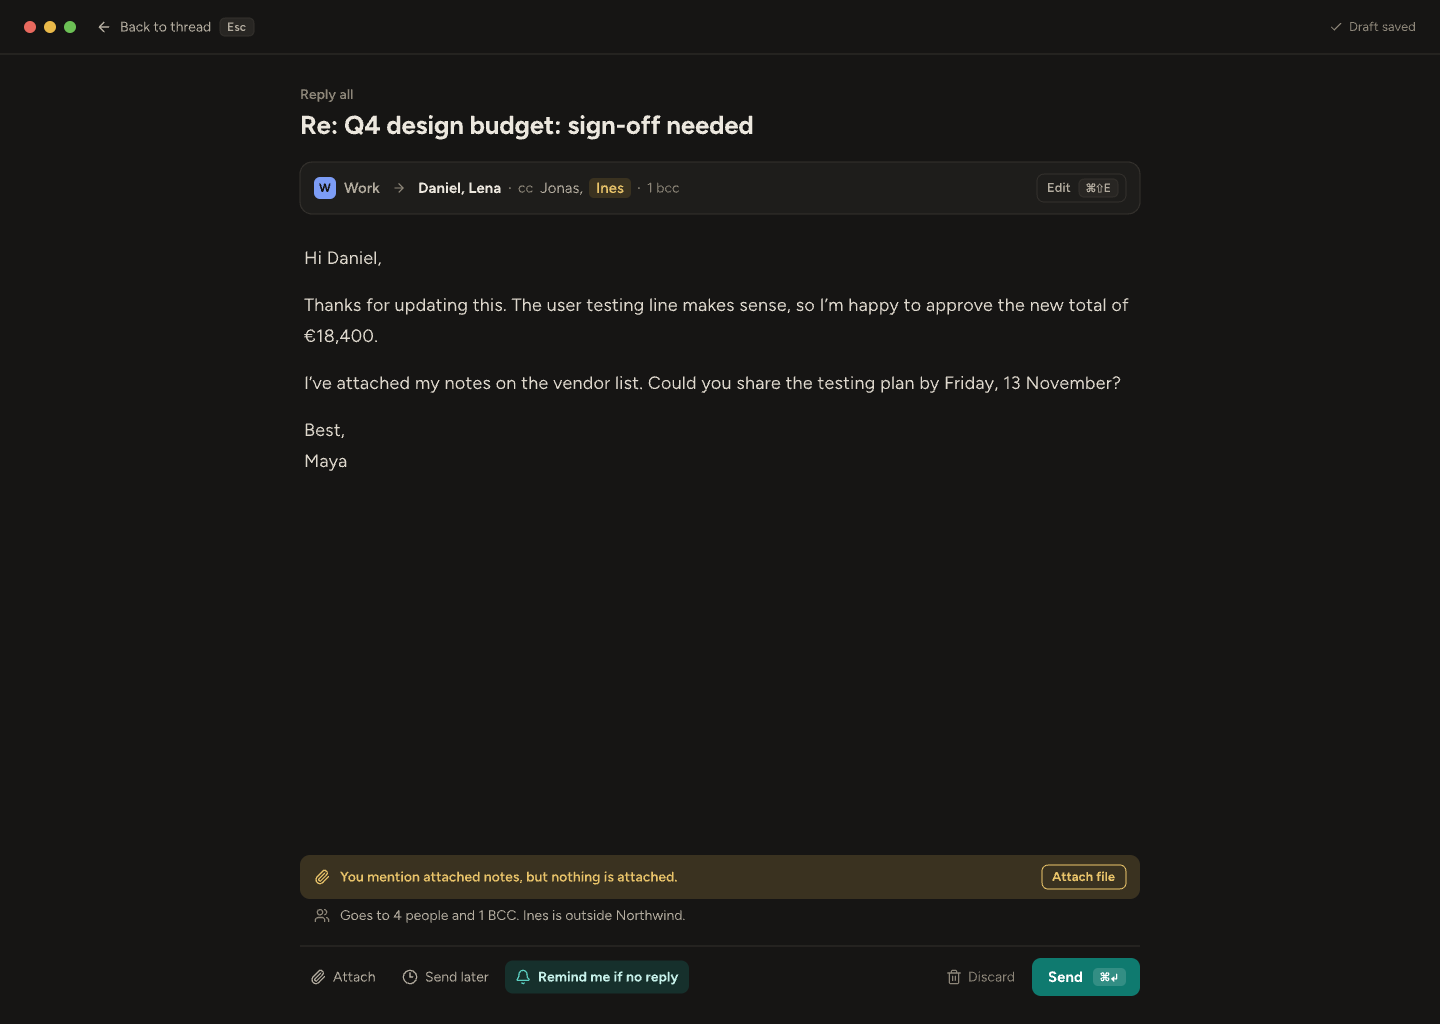 Back to thread Esc
Draft saved
Reply all
Re: Q4 design budget: sign-off needed
W Work → Daniel, Lena · cc Jonas, Ines · 1 bcc
Edit ⌘⇧E
Hi Daniel,
Thanks for updating this. The user testing line makes sense, so I’m happy to approve the new total of
€18,400.
I’ve attached my notes on the vendor list. Could you share the testing plan by Friday, 13 November?
Best,
Maya
You mention attached notes, but nothing is attached.
Attach file
Goes to 4 people and 1 BCC. Ines is outside Northwind.
Attach
Send later
Remind me if no reply
Discard
Send ⌘↵